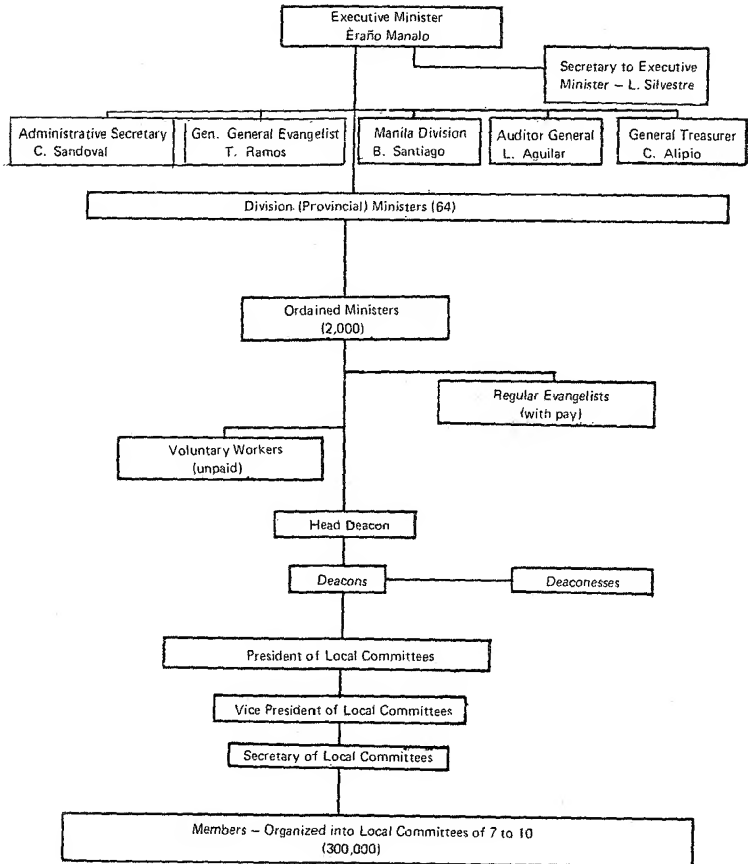 Executive Minister
Eraño Manalo
Secretary to Executive
Minister – L. Silvestre
Administrative Secretary
C. Sandoval
Gen. General Evangelist
T. Ramos
Manila Division
B. Santiago
Auditor General
L. Aguilar
General Treasurer
C. Alipio
Division (Provincial) Ministers (64)
Ordained Ministers
(2,000)
Regular Evangelists
(with pay)
Voluntary Workers
(unpaid)
Head Deacon
Deacons
Deaconesses
President of Local Committees
Vice President of Local Committees
Secretary of Local Committees
Members – Organized into Local Committees of 7 to 10
(300,000)